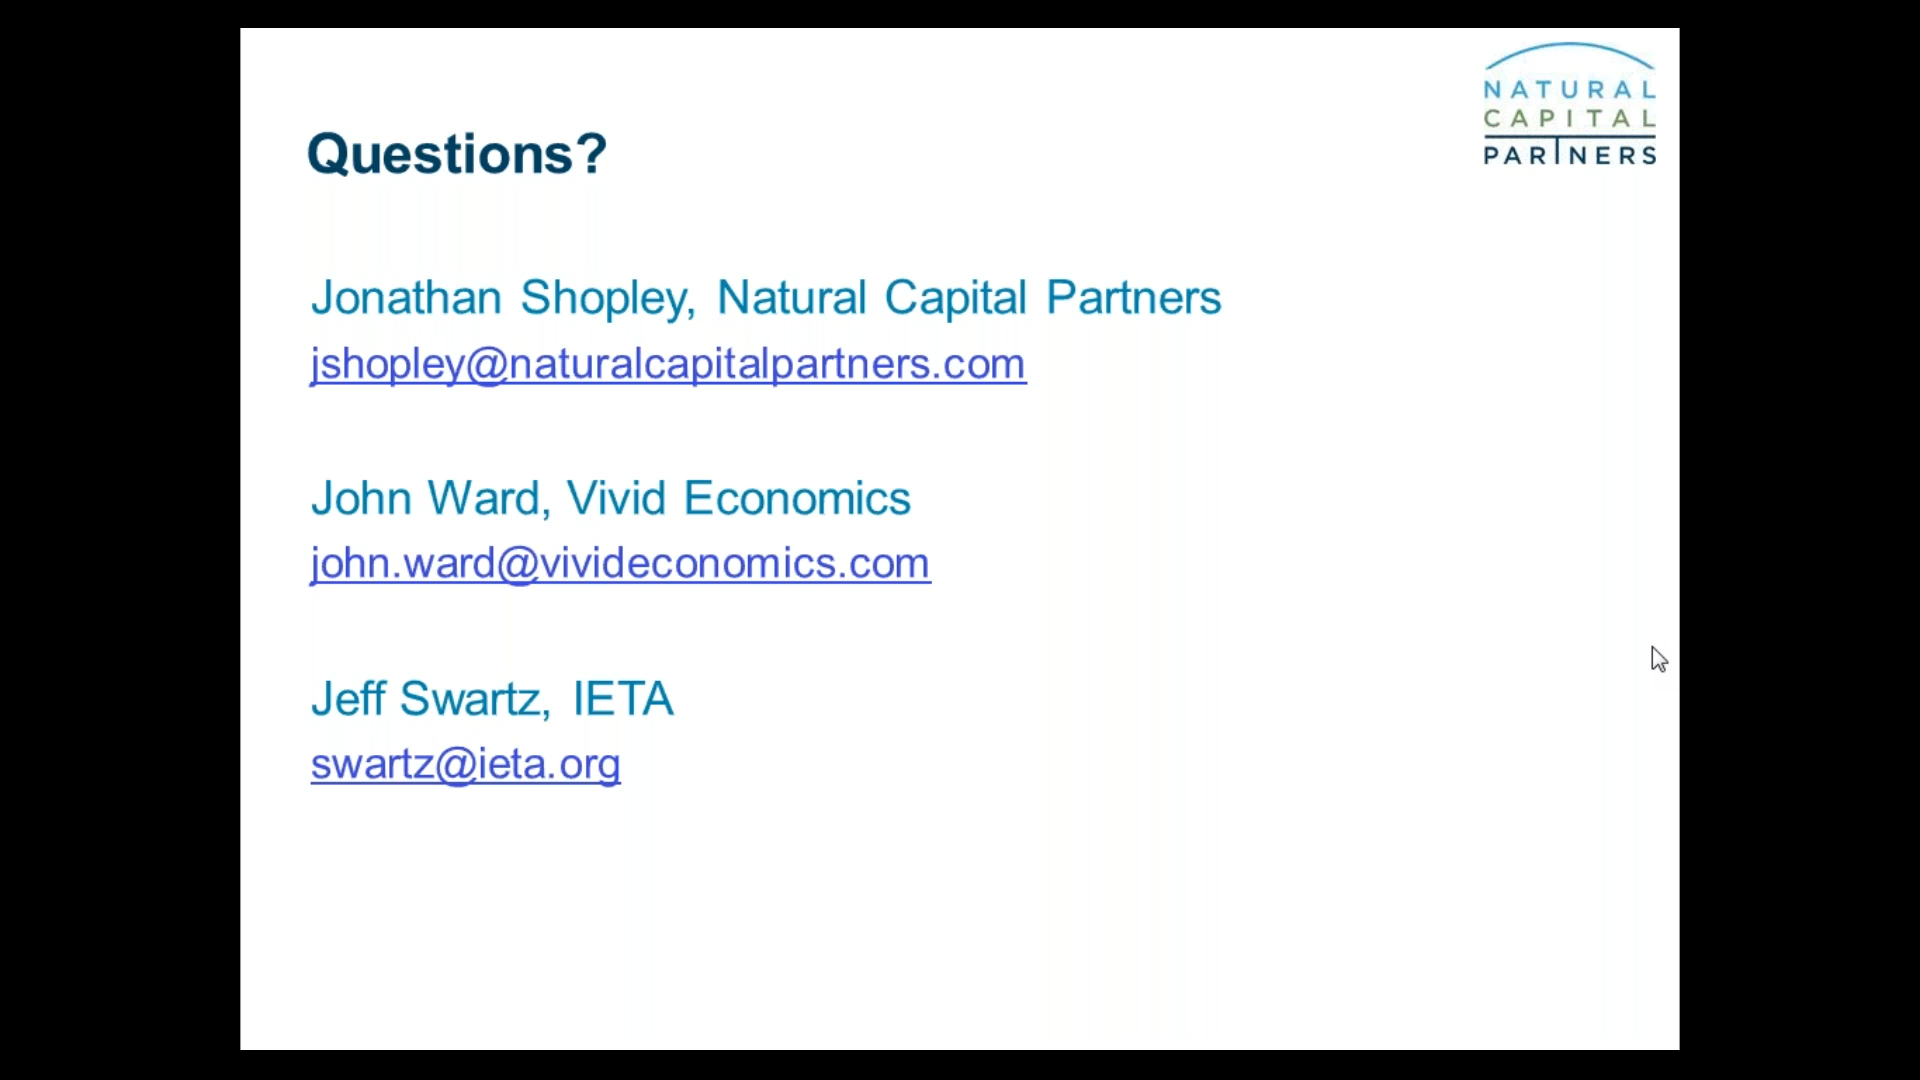 NATURAL
CAPITAL
PARTNERS
Questions?
Jonathan Shopley, Natural Capital Partners
jshopley@naturalcapitalpartners.com
John Ward, Vivid Economics
john.ward@vivideconomics.com
Jeff Swartz, IETA
swartz@ieta.org